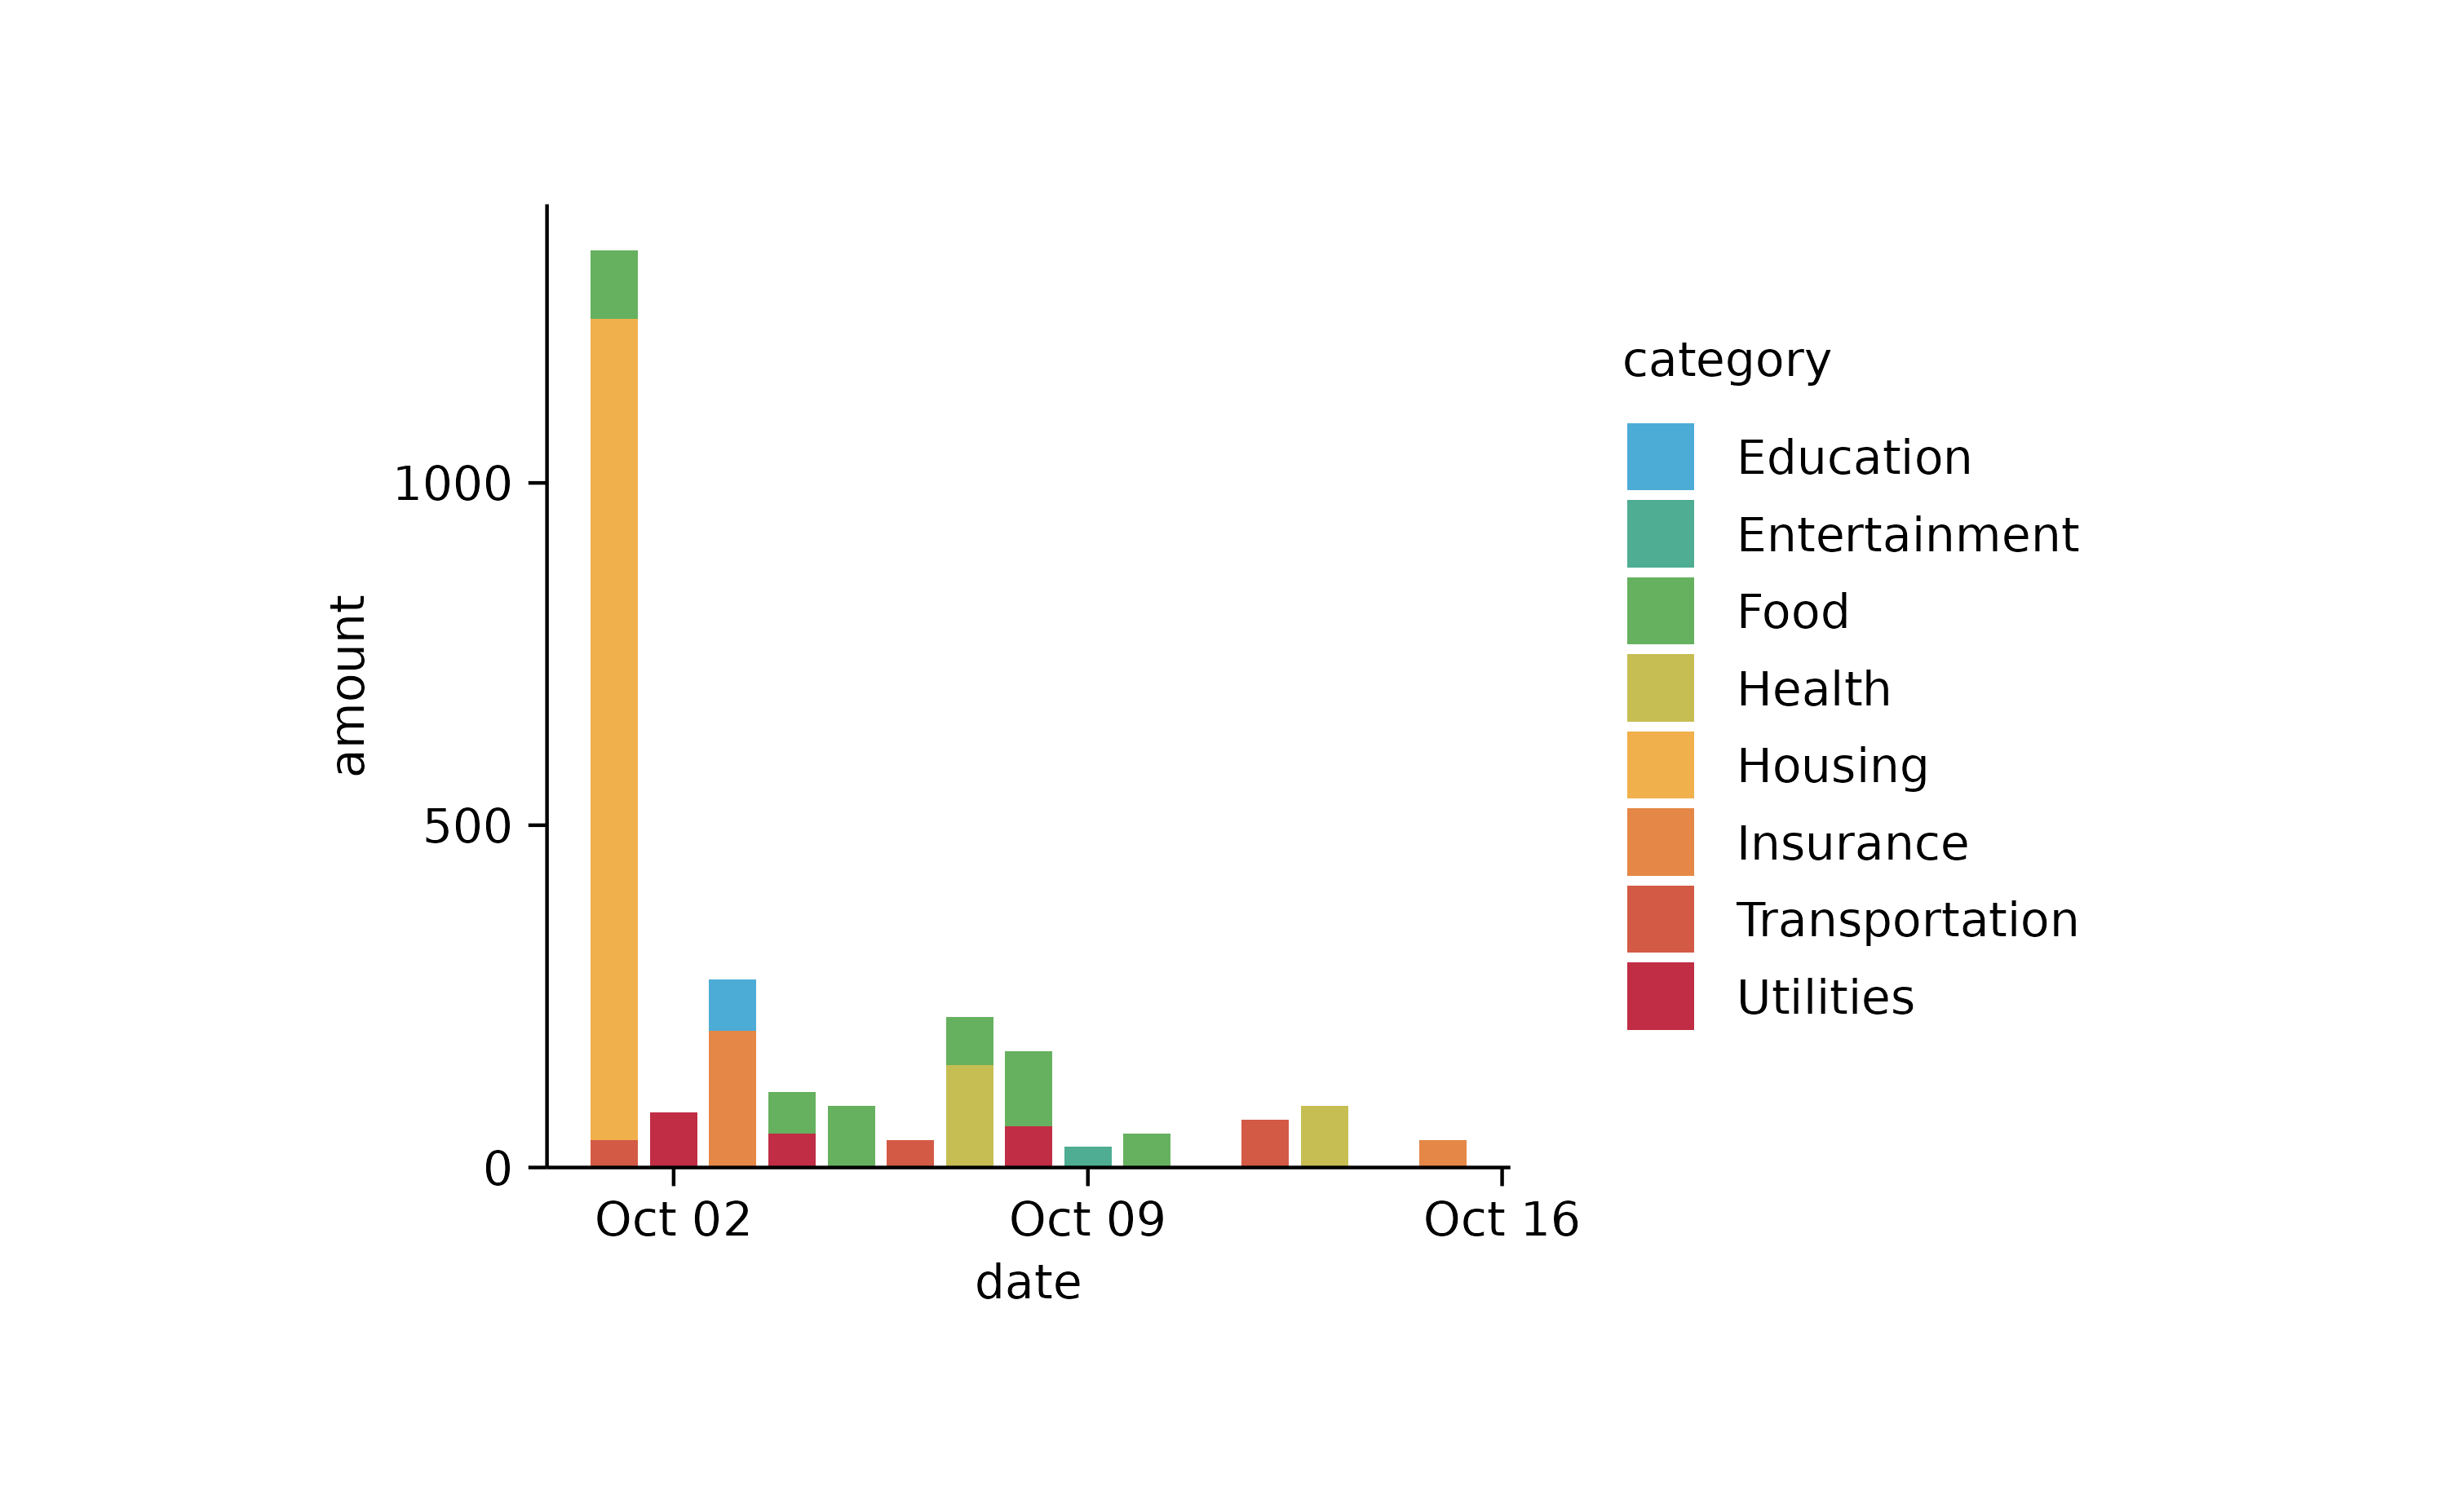 amount
1000
500
0
Oct 02
Oct 09
Oct 16
date
category
Education
Entertainment
Food
Health
Housing
Insurance
Transportation
Utilities